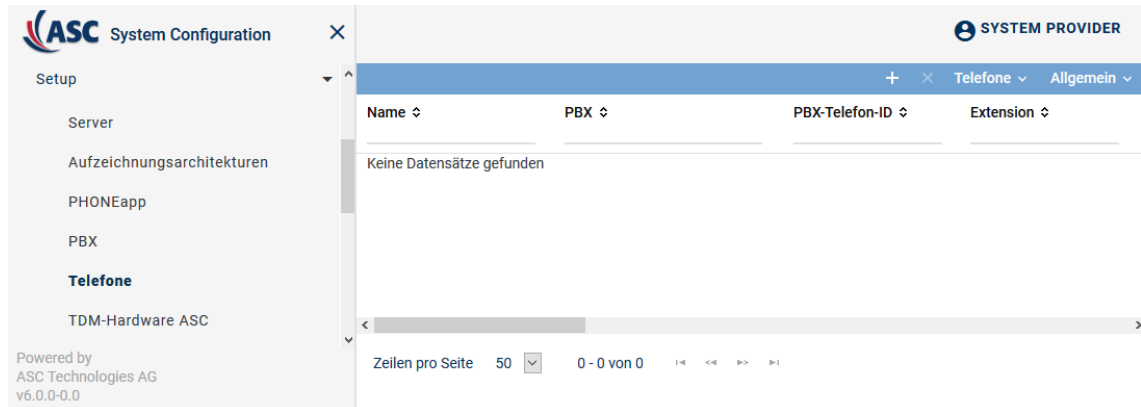 ASC System Configuration
SYSTEM PROVIDER
Setup
Server
Aufzeichnungsarchitekturen
PHONEapp
PBX
Telefone
TDM-Hardware ASC
Powered by
ASC Technologies AG
v6.0.0-0.0
Telefone Allgemein
Name PBX PBX-Telefon-ID Extension
Keine Datensätze gefunden
Zeilen pro Seite 50 0 - 0 von 0